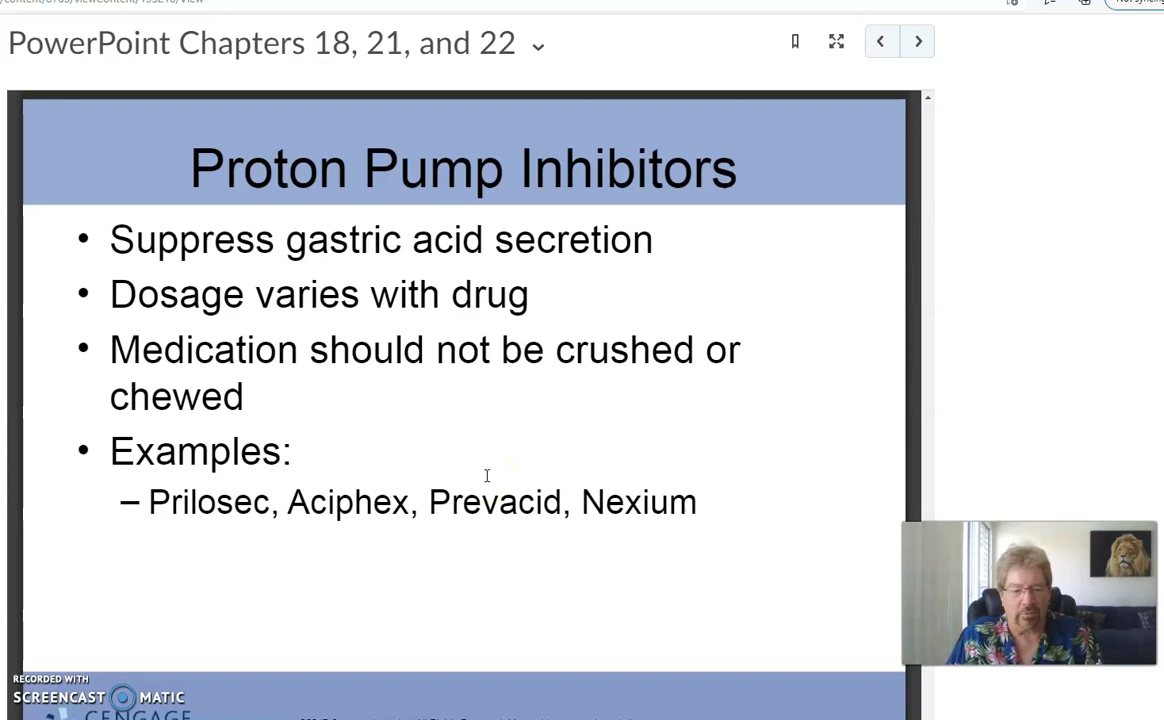 PowerPoint Chapters 18, 21, and 22
Proton Pump Inhibitors
• Suppress gastric acid secretion
• Dosage varies with drug
• Medication should not be crushed or
chewed
• Examples:
– Prilosec, Aciphex, Prevacid, Nexium
RECORDED WITH
SCREENCAST MATIC
CENGAGE